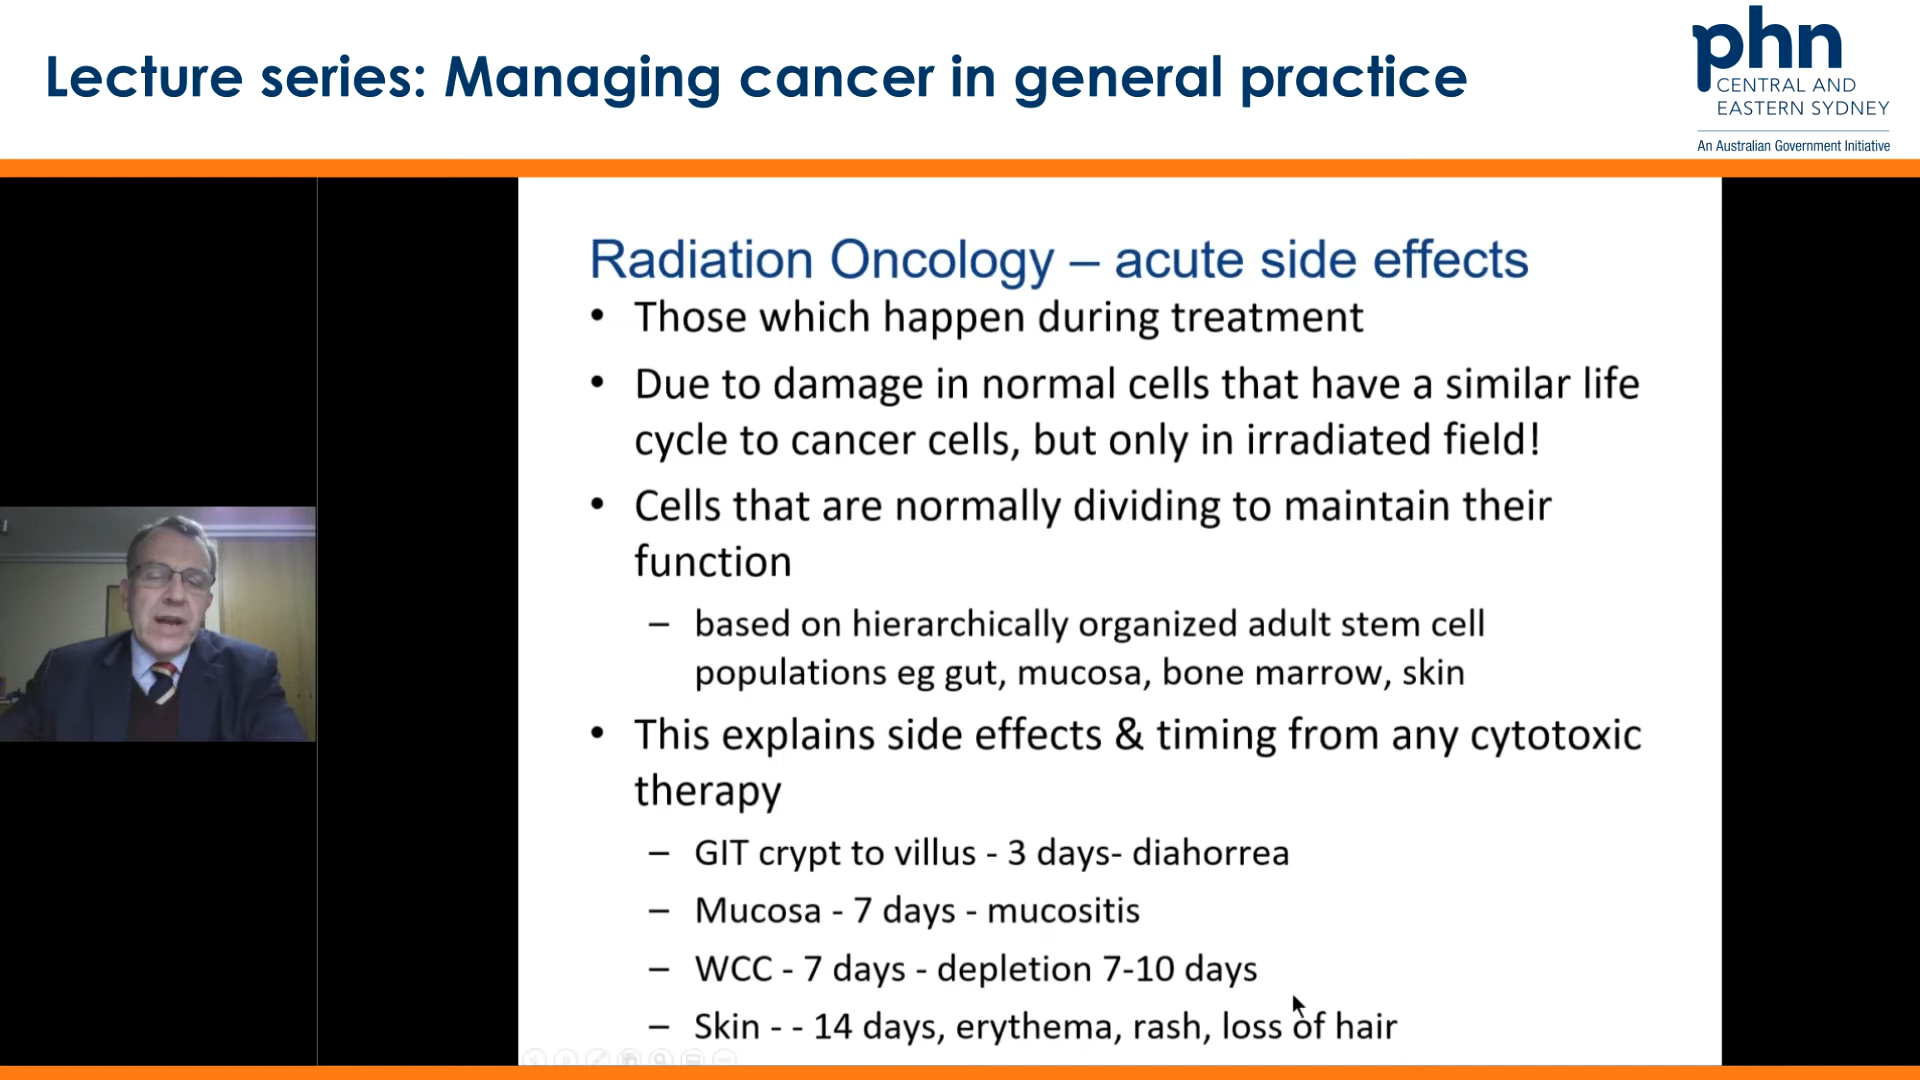 Lecture series: Managing cancer in general practice
phn
CENTRAL AND
EASTERN SYDNEY
An Australian Government Initiative
Radiation Oncology – acute side effects
• Those which happen during treatment
• Due to damage in normal cells that have a similar life
cycle to cancer cells, but only in irradiated field!
• Cells that are normally dividing to maintain their
function
– based on hierarchically organized adult stem cell
populations eg gut, mucosa, bone marrow, skin
• This explains side effects & timing from any cytotoxic
therapy
– GIT crypt to villus - 3 days- diahorrea
– Mucosa - 7 days - mucositis
– WCC - 7 days - depletion 7-10 days
– Skin - - 14 days, erythema, rash, loss of hair